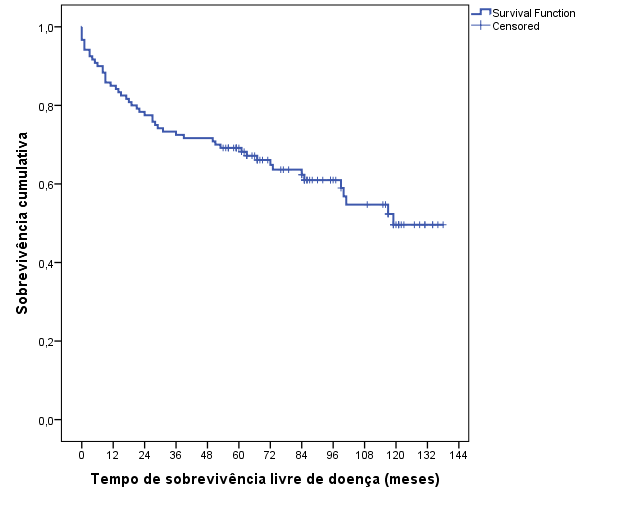 Survival Function
Censored
1,0
0,8
0,6
0,4
0,2
0,0
Sobrevivência cumulativa
0 12 24 36 48 60 72 84 96 108 120 132 144
Tempo de sobrevivência livre de doença (meses)